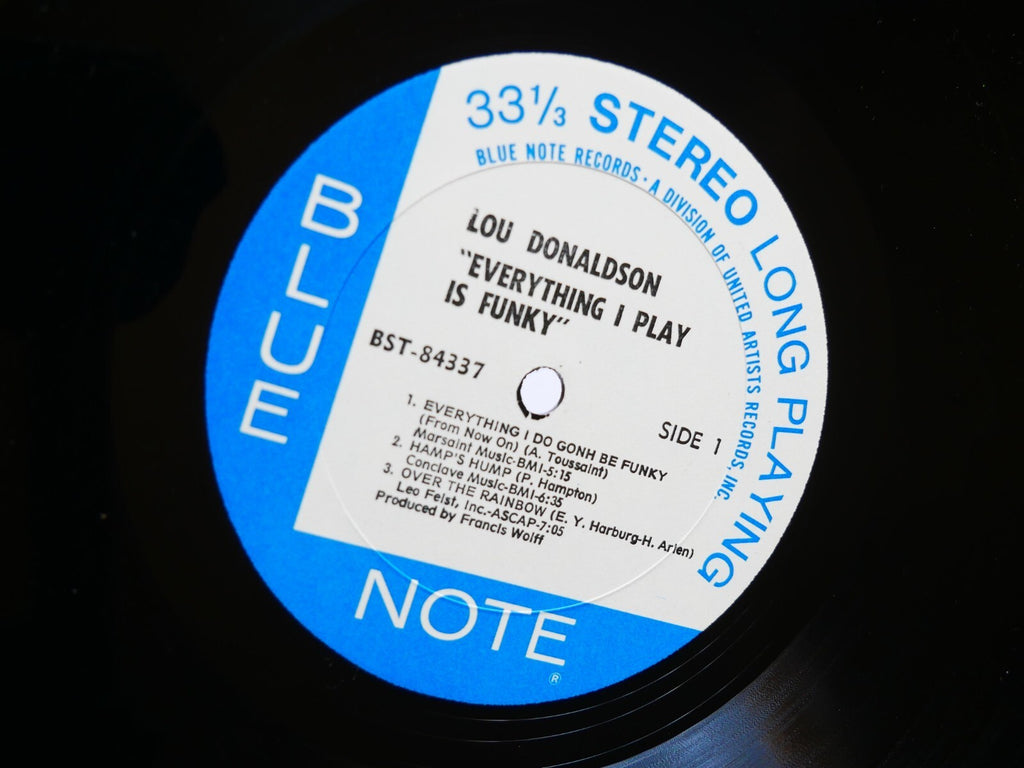 33⅓ STEREO LONG PLAYING
BLUE NOTE RECORDS · A DIVISION OF UNITED ARTISTS RECORDS, INC.
BLUE
NOTE
®
LOU DONALDSON
"EVERYTHING I PLAY
IS FUNKY"
BST-84337
SIDE 1
1. EVERYTHING I DO GONH BE FUNKY
(From Now On) (A. Toussaint)
Marsaint Music-BMI-5:15
2. HAMP'S HUMP (P. Hampton)
Conclave Music-BMI-6:35
3. OVER THE RAINBOW (E. Y. Harburg-H. Arlen)
Leo Feist, Inc.-ASCAP-7:05
Produced by Francis Wolff